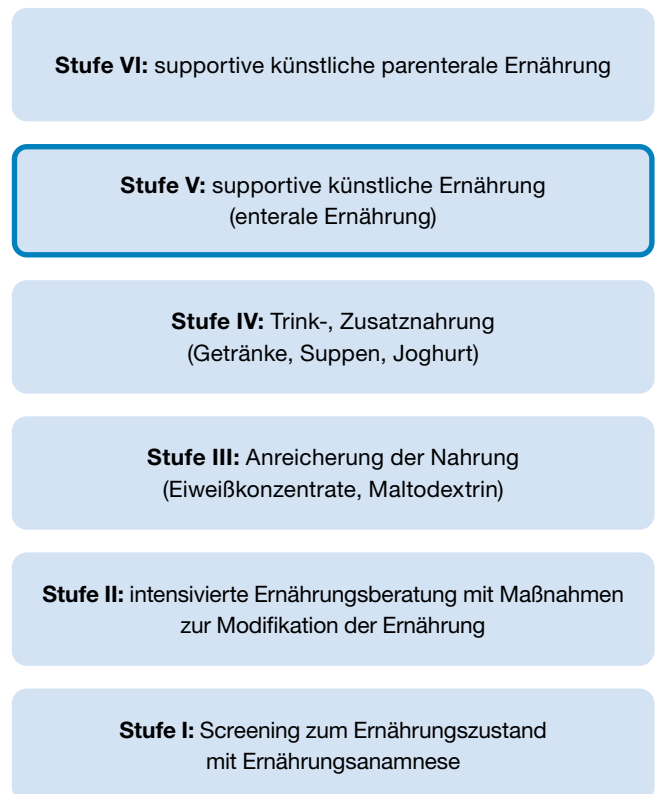 Stufe VI: supportive künstliche parenterale Ernährung
Stufe V: supportive künstliche Ernährung
(enterale Ernährung)
Stufe IV: Trink-, Zusatznahrung
(Getränke, Suppen, Joghurt)
Stufe III: Anreicherung der Nahrung
(Eiweißkonzentrate, Maltodextrin)
Stufe II: intensivierte Ernährungsberatung mit Maßnahmen
zur Modifikation der Ernährung
Stufe I: Screening zum Ernährungszustand
mit Ernährungsanamnese